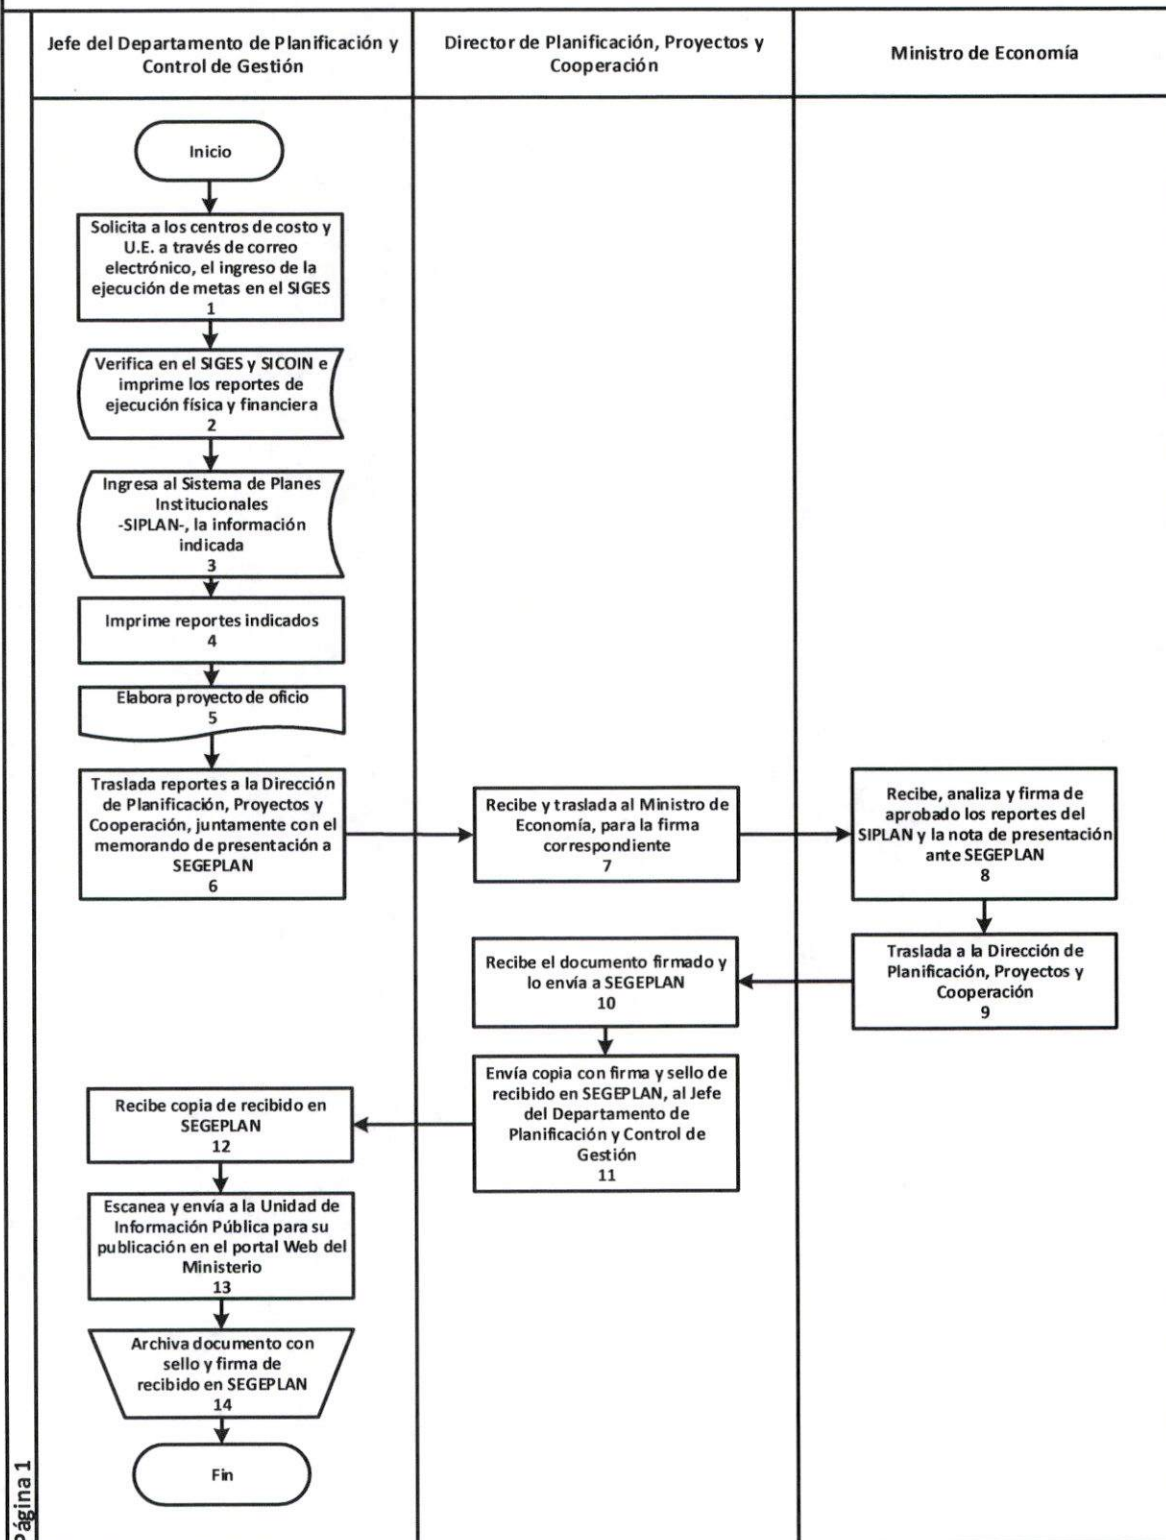 Jefe del Departamento de Planificación y
Control de Gestión
Director de Planificación, Proyectos y
Cooperación
Ministro de Economía
Inicio
Solicita a los centros de costo y
U.E. a través de correo
electrónico, el ingreso de la
ejecución de metas en el SIGES
1
Verifica en el SIGES y SICOIN e
imprime los reportes de
ejecución física y financiera
2
Ingresa al Sistema de Planes
Institucionales
-SIPLAN-, la información
indicada
3
Imprime reportes indicados
4
Elabora proyecto de oficio
5
Traslada reportes a la Dirección
de Planificación, Proyectos y
Cooperación, juntamente con el
memorando de presentación a
SEGEPLAN
6
Recibe y traslada al Ministro de
Economía, para la firma
correspondiente
7
Recibe, analiza y firma de
aprobado los reportes del
SIPLAN y la nota de presentación
ante SEGEPLAN
8
Traslada a la Dirección de
Planificación, Proyectos y
Cooperación
9
Recibe el documento firmado y
lo envía a SEGEPLAN
10
Envía copia con firma y sello de
recibido en SEGEPLAN, al Jefe
del Departamento de
Planificación y Control de
Gestión
11
Recibe copia de recibido en
SEGEPLAN
12
Escanea y envía a la Unidad de
Información Pública para su
publicación en el portal Web del
Ministerio
13
Archiva documento con
sello y firma de
recibido en SEGEPLAN
14
Fin
Página 1